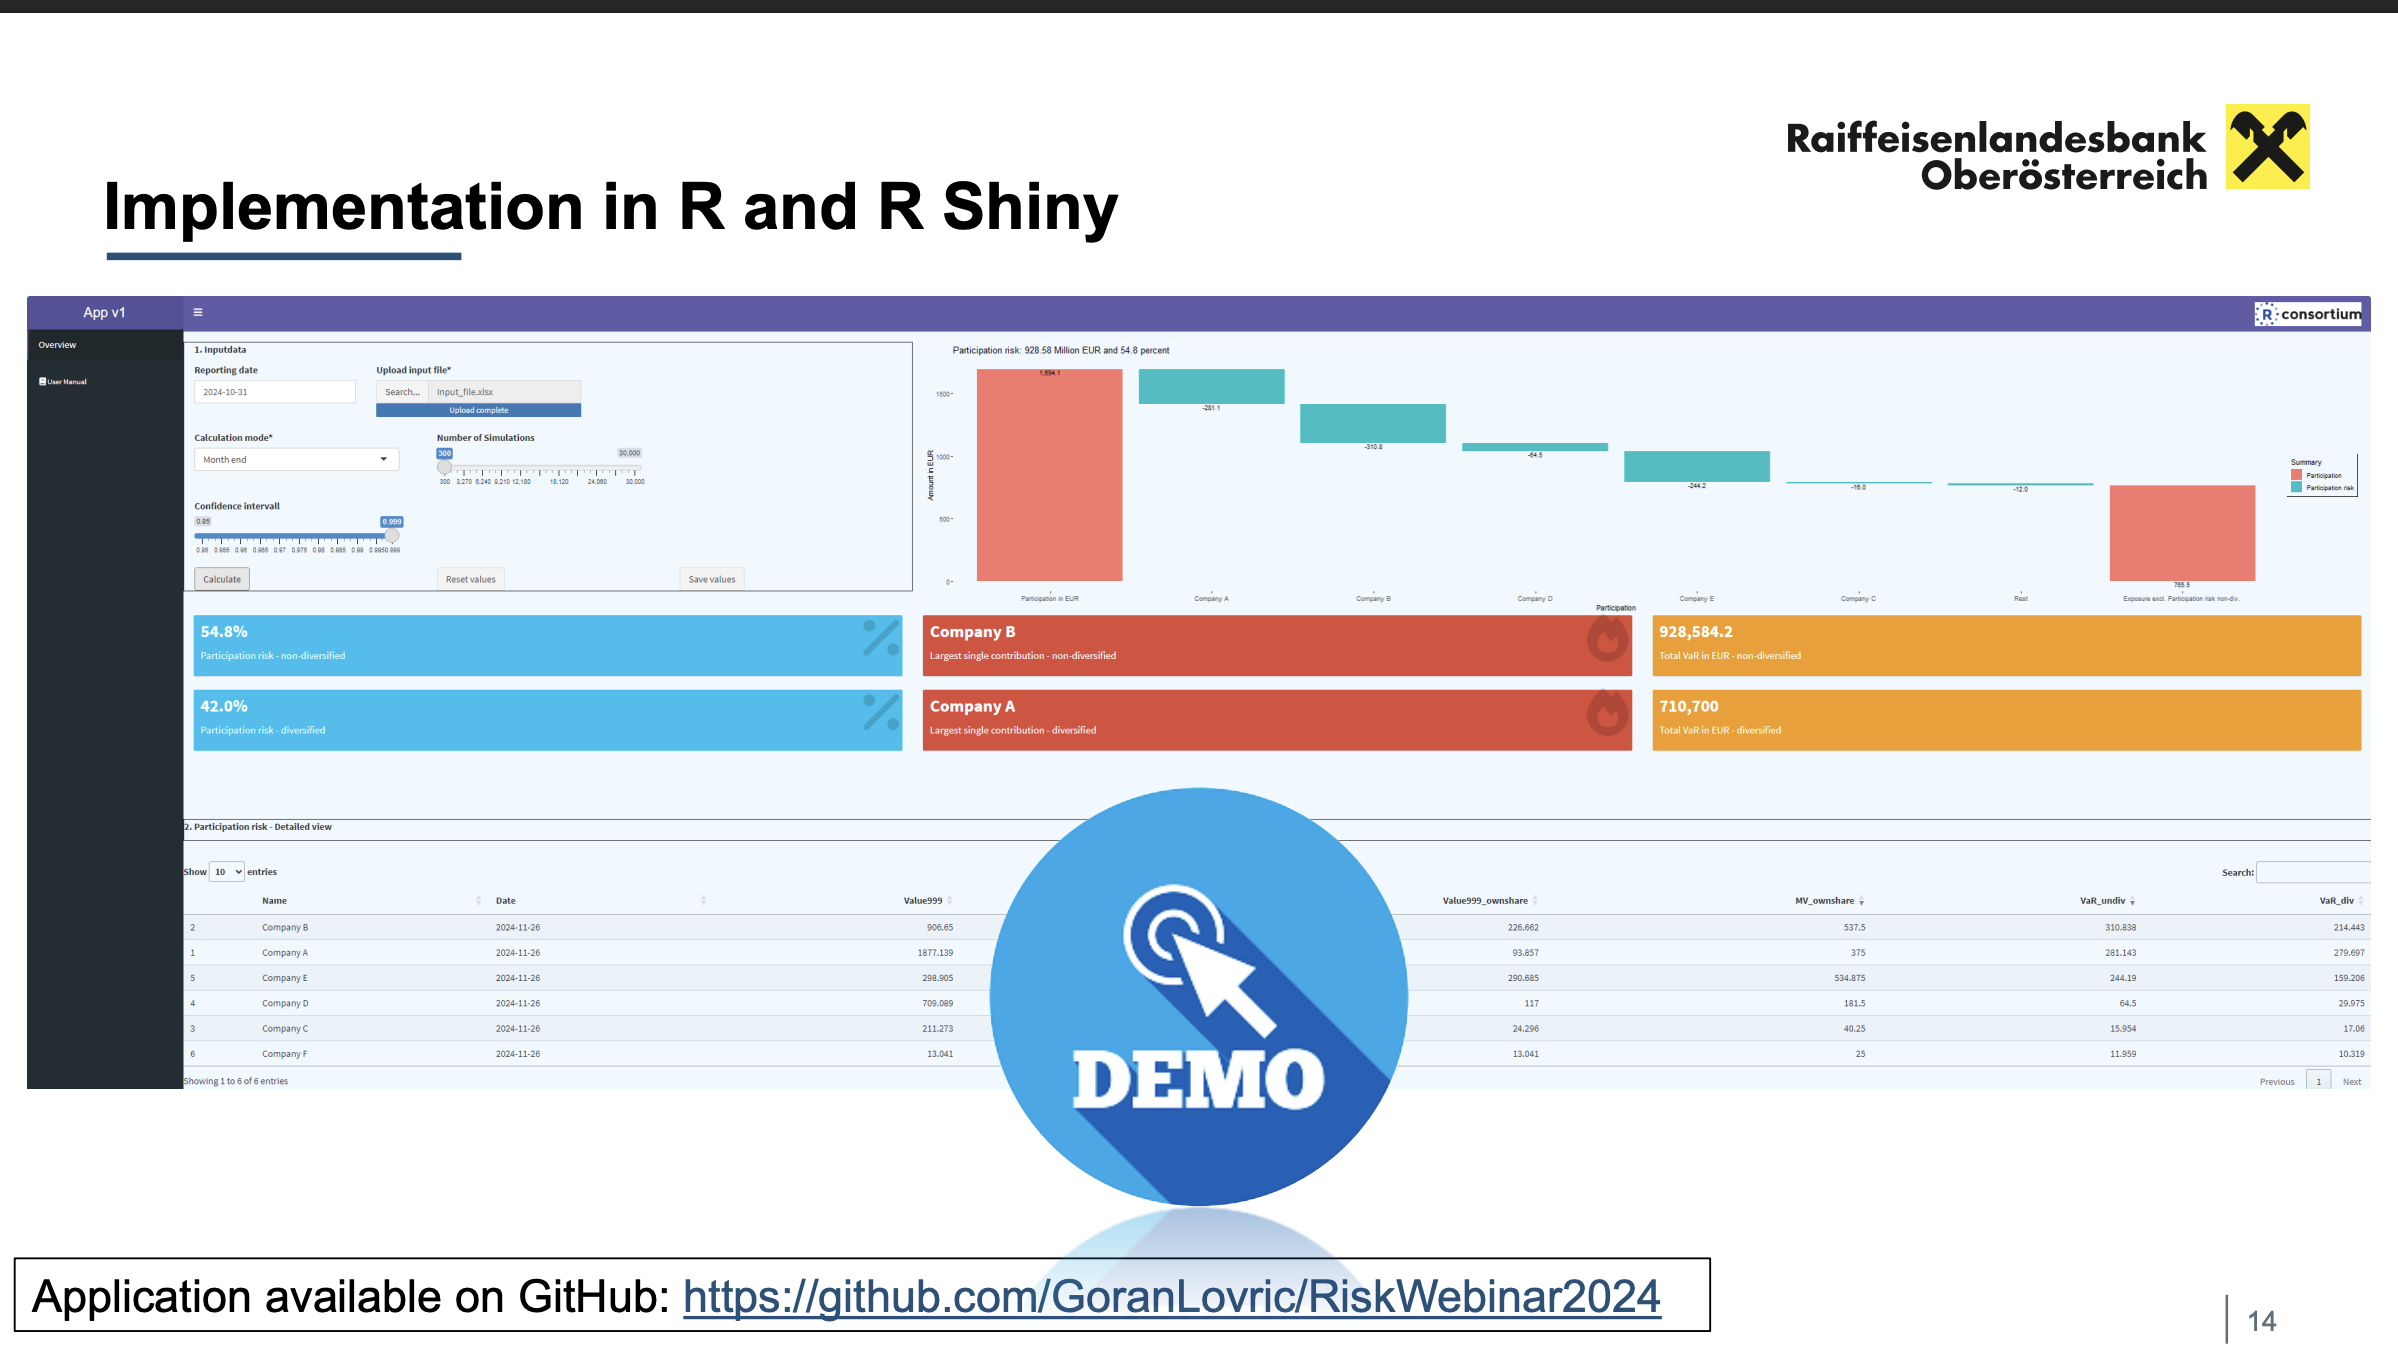 Raiffeisenlandesbank
Oberösterreich
Implementation in R and R Shiny
App v1
R consortium
Overview
User Manual
1. Inputdata
Reporting date
Upload input file*
2024-10-31
Search...
Input_file.xlsx
Upload complete
Calculation mode*
Number of Simulations
Month end
300
30,000
300 3,270 6,240 9,210 12,180 18,120 24,060 30,000
Confidence intervall
0.95
0.999
0.95 0.955 0.96 0.965 0.97 0.975 0.98 0.985 0.99 0.995 0.999
Calculate
Reset values
Save values
Participation risk: 928.58 Million EUR and 54.8 percent
Amount in EUR
1500
1000
500
0
1,694.1
-281.1
-310.8
-64.5
-244.2
-16.0
-12.0
765.5
Participation in EUR
Company A
Company B
Company D
Company E
Company C
Rest
Exposure excl. Participation risk non-div.
Participation
Summary
Participation
Participation risk
54.8%
Participation risk - non-diversified
Company B
Largest single contribution - non-diversified
928,584.2
Total VaR in EUR - non-diversified
42.0%
Participation risk - diversified
Company A
Largest single contribution - diversified
710,700
Total VaR in EUR - diversified
2. Participation risk - Detailed view
Show 10 entries
Search:
Name Date Value999 Value999_ownshare MV_ownshare VaR_undiv VaR_div
2 Company B 2024-11-26 906.65 226.662 537.5 310.838 214.443
1 Company A 2024-11-26 1877.139 93.857 375 281.143 279.697
5 Company E 2024-11-26 298.905 290.685 534.875 244.19 159.206
4 Company D 2024-11-26 709.089 117 181.5 64.5 29.975
3 Company C 2024-11-26 211.273 24.296 40.25 15.954 17.06
6 Company F 2024-11-26 13.041 13.041 25 11.959 10.319
Showing 1 to 6 of 6 entries
Previous 1 Next
DEMO
Application available on GitHub: https://github.com/GoranLovric/RiskWebinar2024
14